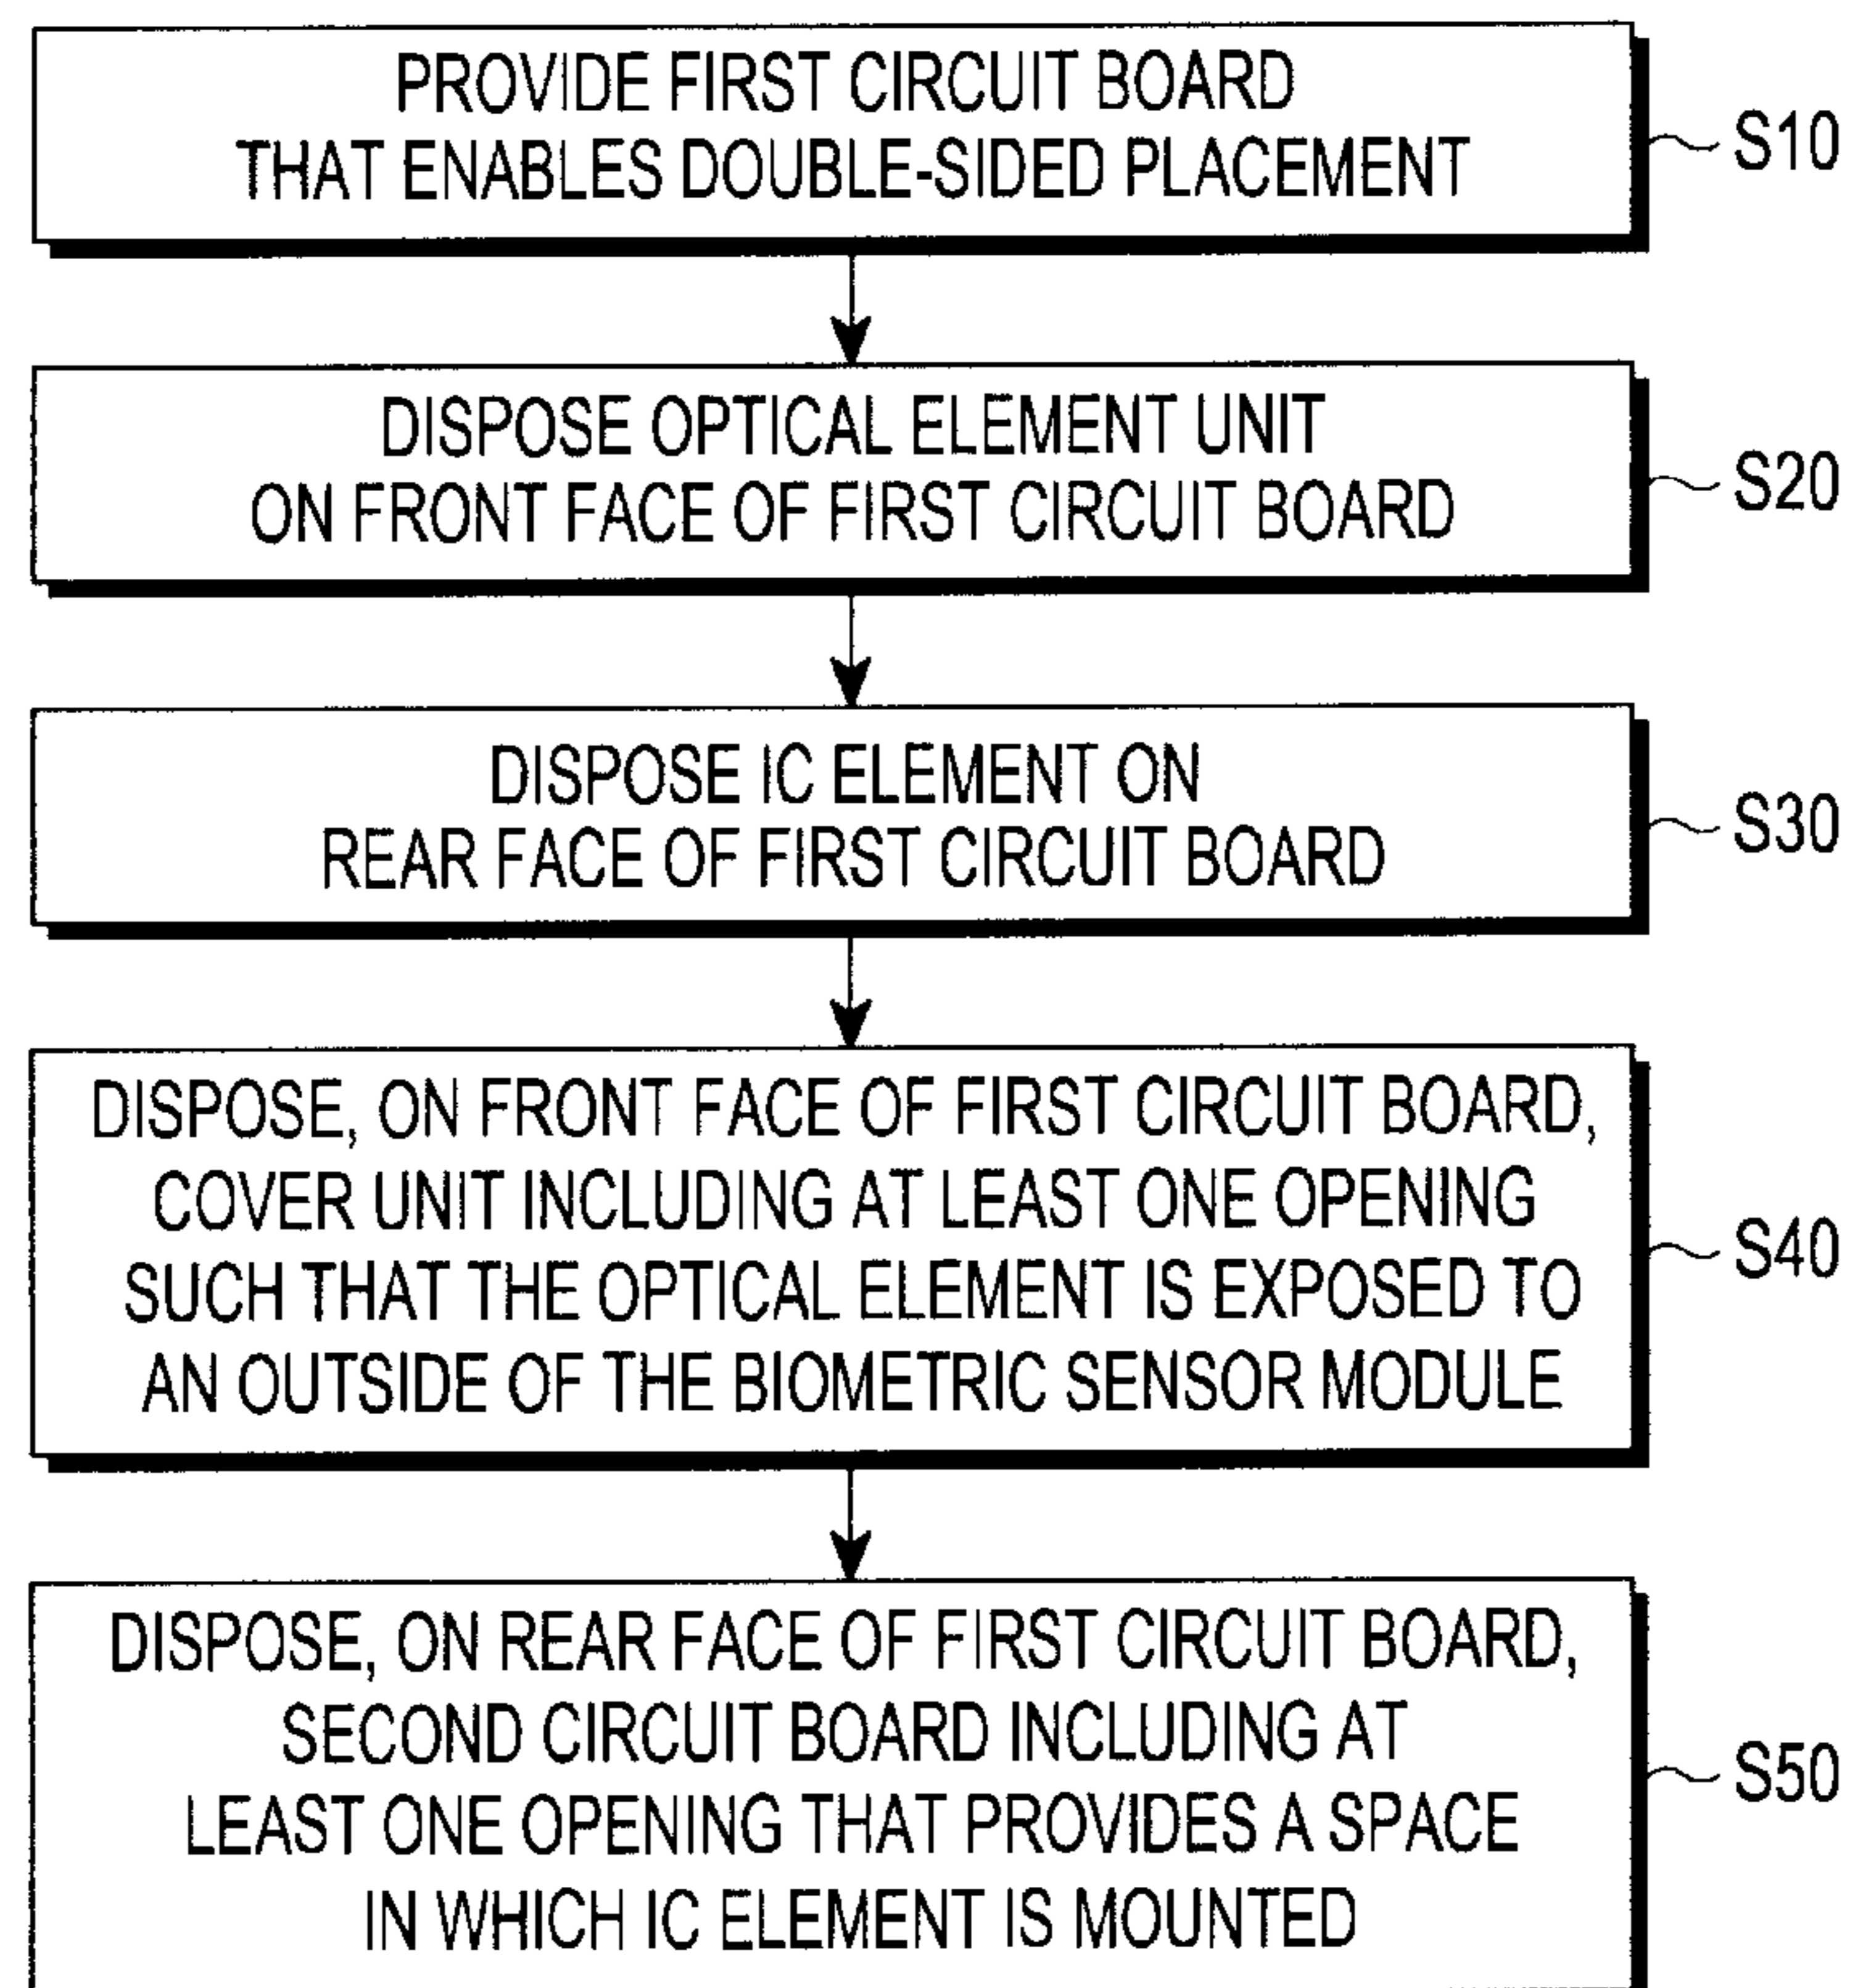 PROVIDE FIRST CIRCUIT BOARD
THAT ENABLES DOUBLE-SIDED PLACEMENT
S10
DISPOSE OPTICAL ELEMENT UNIT
ON FRONT FACE OF FIRST CIRCUIT BOARD
S20
DISPOSE IC ELEMENT ON
REAR FACE OF FIRST CIRCUIT BOARD
S30
DISPOSE, ON FRONT FACE OF FIRST CIRCUIT BOARD,
COVER UNIT INCLUDING AT LEAST ONE OPENING
SUCH THAT THE OPTICAL ELEMENT IS EXPOSED TO
AN OUTSIDE OF THE BIOMETRIC SENSOR MODULE
S40
DISPOSE, ON REAR FACE OF FIRST CIRCUIT BOARD,
SECOND CIRCUIT BOARD INCLUDING AT
LEAST ONE OPENING THAT PROVIDES A SPACE
IN WHICH IC ELEMENT IS MOUNTED
S50